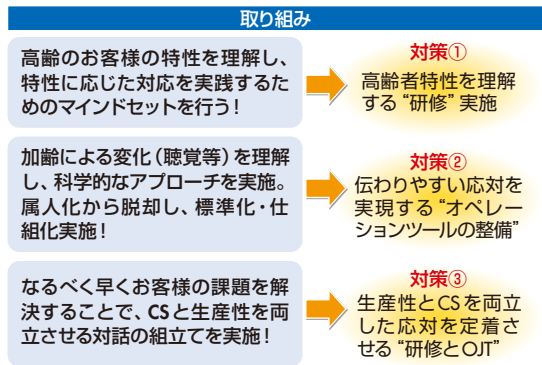 取り組み
高齢のお客様の特性を理解し、
特性に応じた対応を実践するた
めのマインドセットを行う！
対策①
高齢者特性を理解
する“研修”実施
加齢による変化（聴覚等）を理解
し、科学的なアプローチを実施。
属人化から脱却し、標準化・仕
組化実施！
対策②
伝わりやすい応対を
実現する“オペレー
ションツールの整備”
なるべく早くお客様の課題を解
決することで、CSと生産性を両
立させる対話の組立てを実施！
対策③
生産性とCSを両立
した応対を定着さ
せる“研修とOJT”